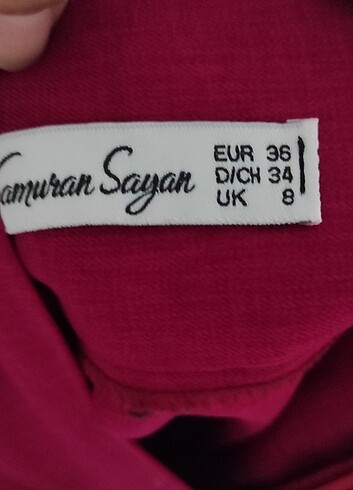 amuran Sayan
EUR 36
D/CH 34
UK 8